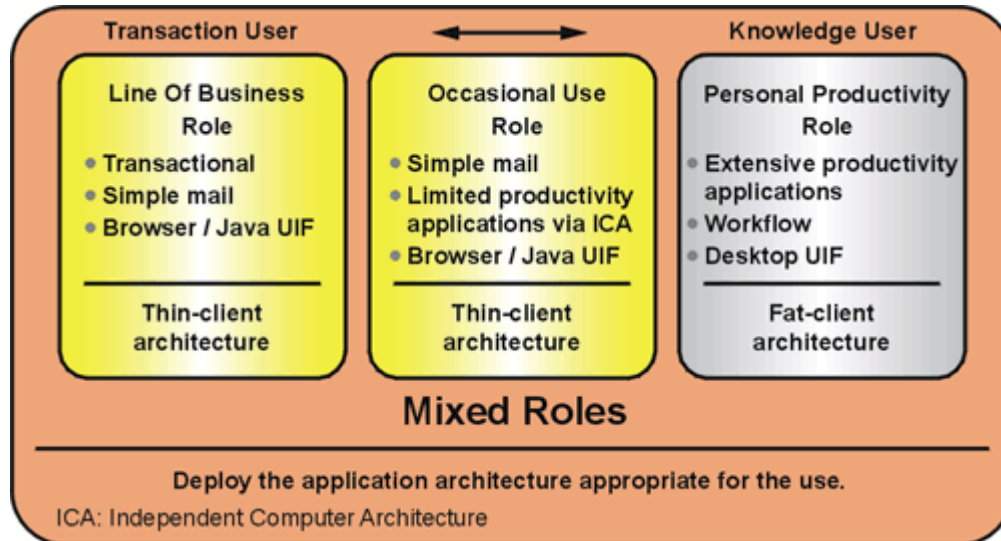 Transaction User
Knowledge User
Line Of Business
Role
Transactional
Simple mail
Browser / Java UIF
Thin-client
architecture
Occasional Use
Role
Simple mail
Limited productivity
applications via ICA
Browser / Java UIF
Thin-client
architecture
Personal Productivity
Role
Extensive productivity
applications
Workflow
Desktop UIF
Fat-client
architecture
Mixed Roles
Deploy the application architecture appropriate for the use.
ICA: Independent Computer Architecture